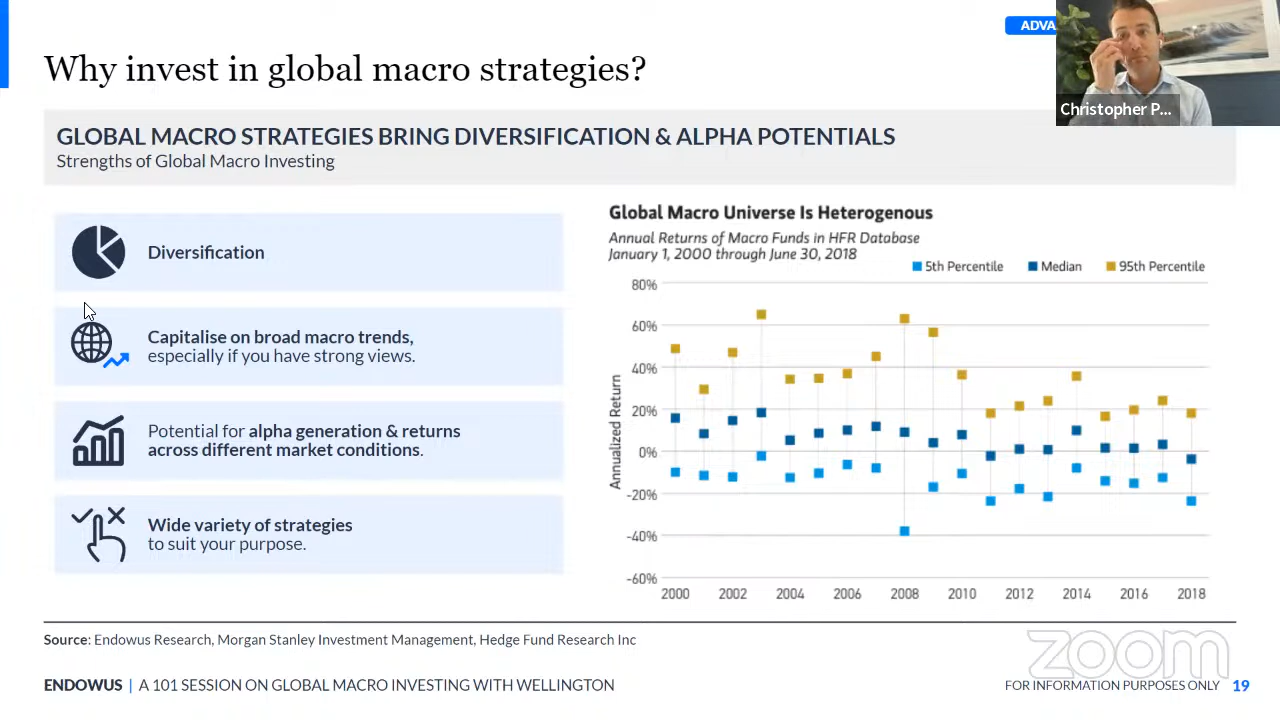 ADVA
Why invest in global macro strategies?
Christopher P...
GLOBAL MACRO STRATEGIES BRING DIVERSIFICATION & ALPHA POTENTIALS
Strengths of Global Macro Investing
Diversification
Capitalise on broad macro trends,
especially if you have strong views.
Potential for alpha generation & returns
across different market conditions.
Wide variety of strategies
to suit your purpose.
Global Macro Universe Is Heterogenous
Annual Returns of Macro Funds in HFR Database
January 1, 2000 through June 30, 2018
5th Percentile Median 95th Percentile
Annualized Return
80%
60%
40%
20%
0%
-20%
-40%
-60%
2000 2002 2004 2006 2008 2010 2012 2014 2016 2018
Source: Endowus Research, Morgan Stanley Investment Management, Hedge Fund Research Inc
zoom
ENDOWUS | A 101 SESSION ON GLOBAL MACRO INVESTING WITH WELLINGTON
FOR INFORMATION PURPOSES ONLY 19